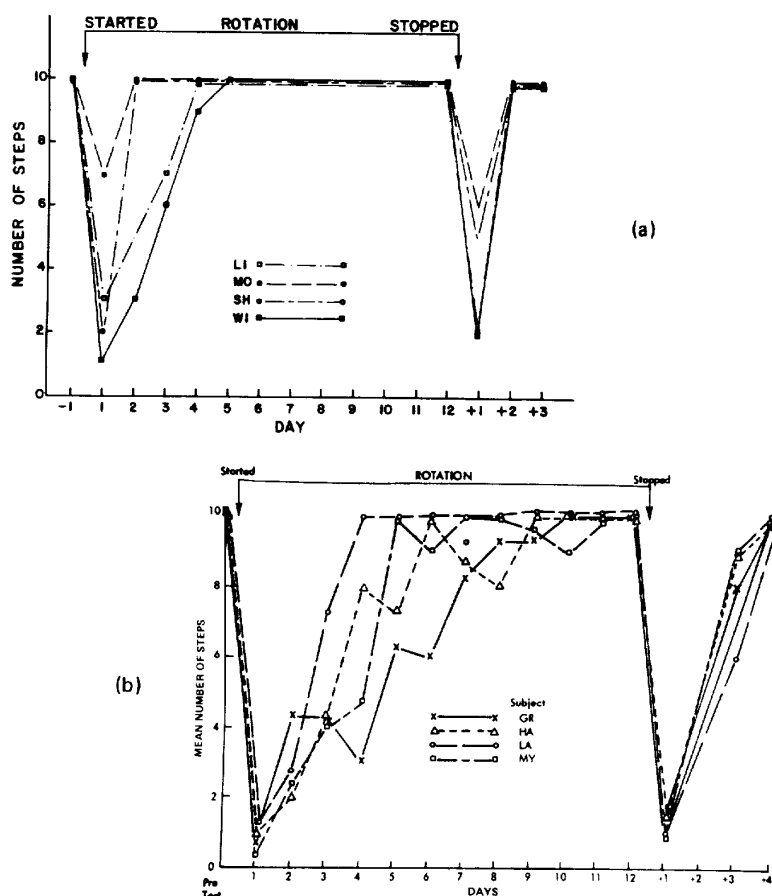 STARTED ROTATION STOPPED
10
8
6
4
2
0
NUMBER OF STEPS
(a)
LI
MO
SH
WI
-1 1 2 3 4 5 6 7 8 9 10 11 12 +1 +2 +3
DAY
Started ROTATION Stopped
10
8
6
4
2
0
MEAN NUMBER OF STEPS
(b)
Subject
GR
HA
LA
MY
Pre 1 2 3 4 5 6 7 8 9 10 11 12 +1 +2 +3 +4
Test DAYS